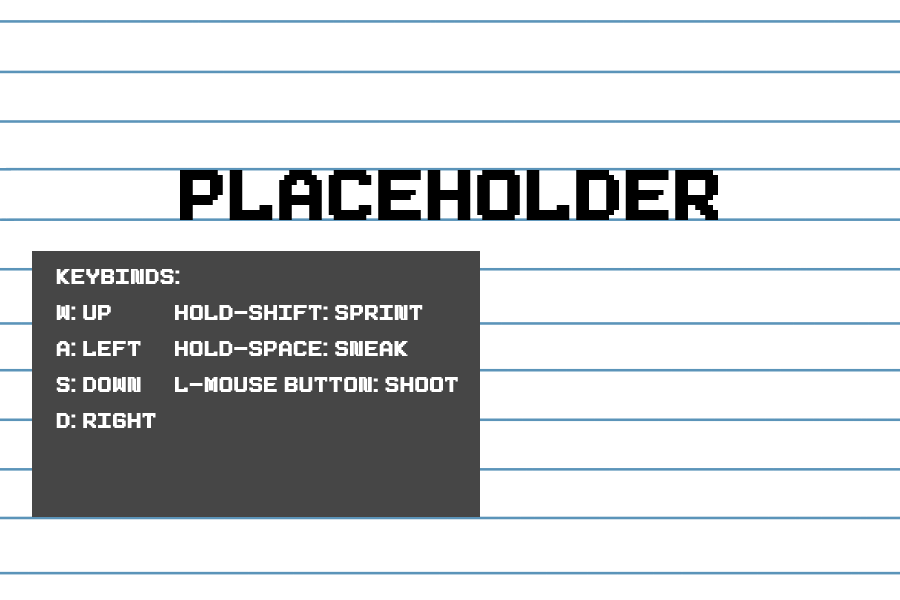 PLACEHOLDER
KEYBINDS:
W: UP HOLD-SHIFT: SPRINT
A: LEFT HOLD-SPACE: SNEAK
S: DOWN L-MOUSE BUTTON: SHOOT
D: RIGHT